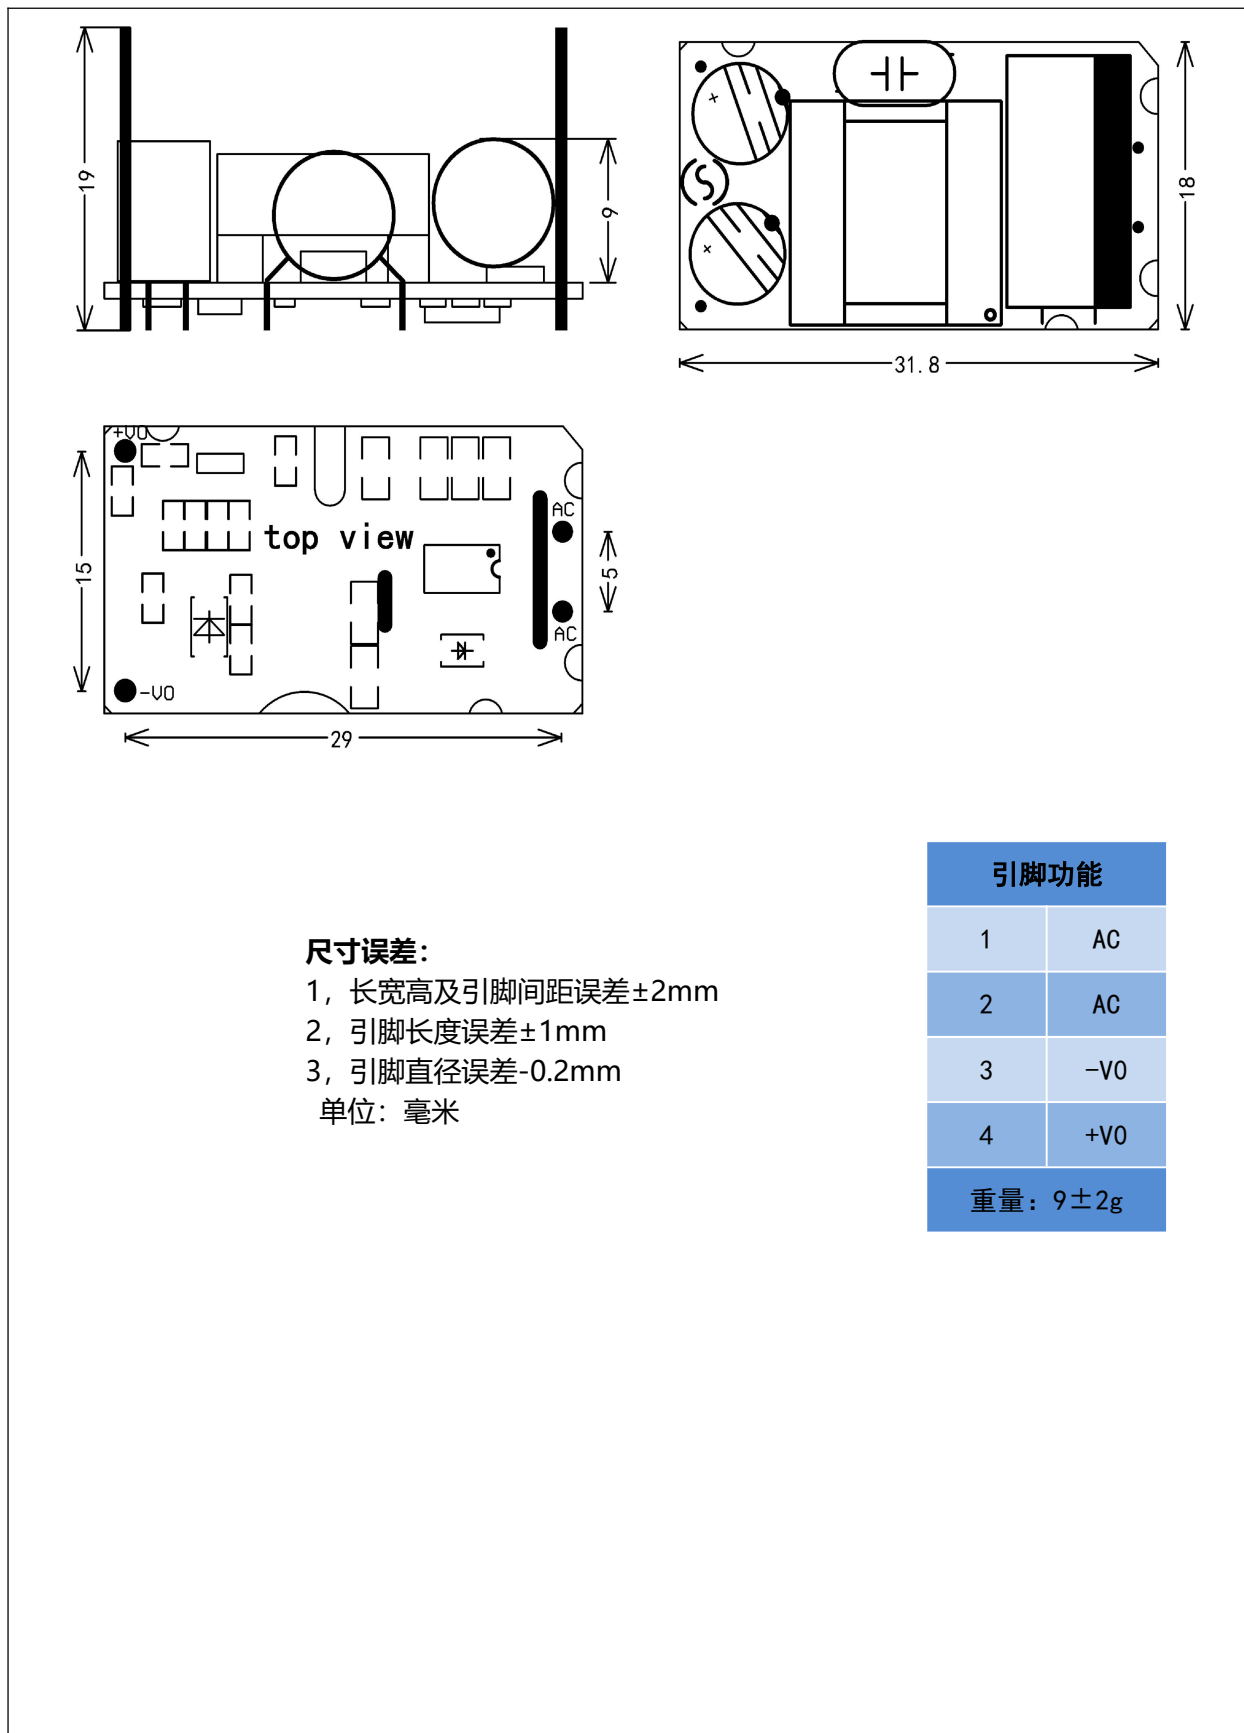 19
9
18
31.8
+VO
top view
AC
15
5
AC
-VO
29
引脚功能
1 AC
2 AC
3 -VO
4 +VO
重量：9±2g
尺寸误差：
1，长宽高及引脚间距误差±2mm
2，引脚长度误差±1mm
3，引脚直径误差-0.2mm
单位：毫米